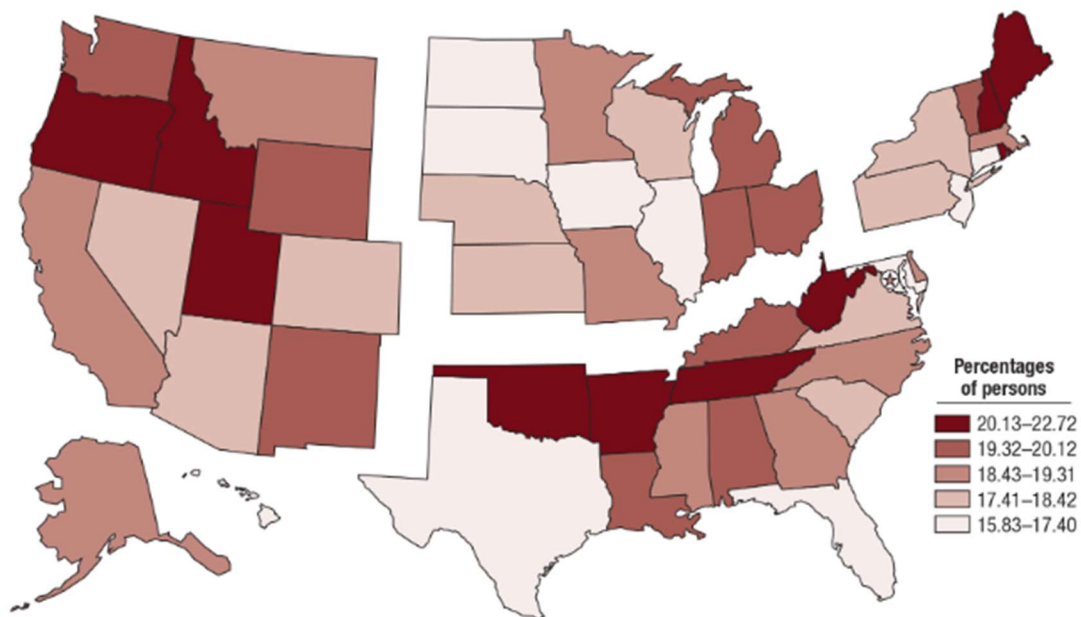 Percentages
of persons
20.13–22.72
19.32–20.12
18.43–19.31
17.41–18.42
15.83–17.40